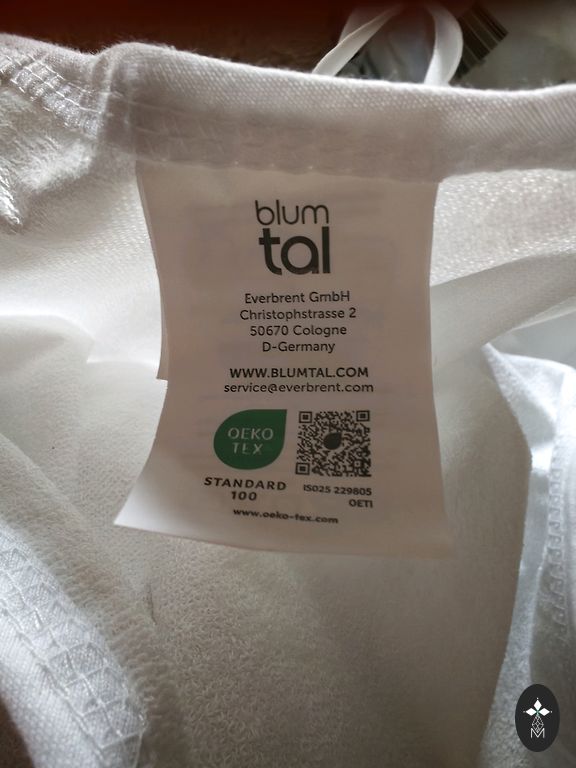 blum
tal
Everbrent GmbH
Christophstrasse 2
50670 Cologne
D-Germany
WWW.BLUMTAL.COM
service@everbrent.com
OEKO
TEX
STANDARD
100
IS025 229805
OETI
www.oeko-tex.com
M